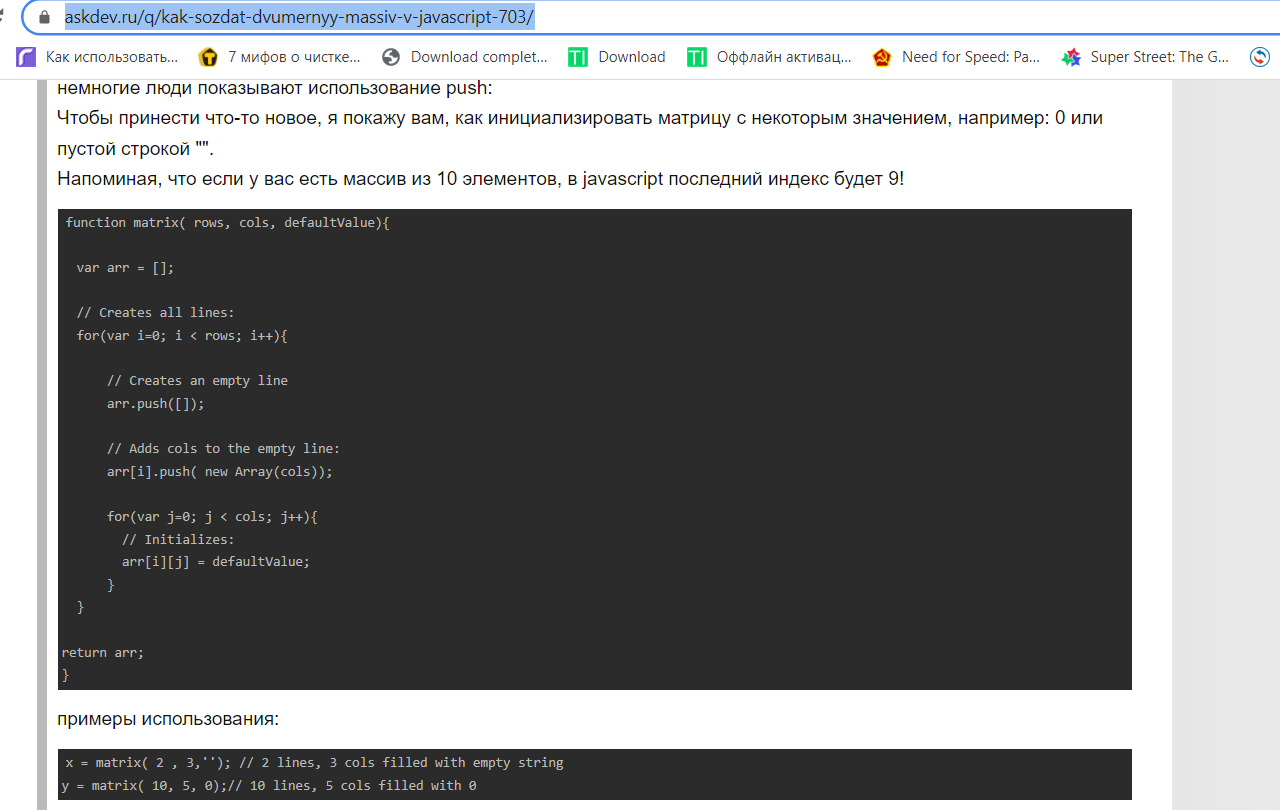 askdev.ru/q/kak-sozdat-dvumernyy-massiv-v-javascript-703/
Как использовать... 7 мифов о чистке... Download complet... TI Download TI Оффлайн активац... Need for Speed: Pa... Super Street: The G...
немногие люди показывают использование push:
Чтобы принести что-то новое, я покажу вам, как инициализировать матрицу с некоторым значением, например: 0 или
пустой строкой "".
Напоминая, что если у вас есть массив из 10 элементов, в javascript последний индекс будет 9!
function matrix( rows, cols, defaultValue){
var arr = [];
// Creates all lines:
for(var i=0; i < rows; i++){
// Creates an empty line
arr.push([]);
// Adds cols to the empty line:
arr[i].push( new Array(cols));
for(var j=0; j < cols; j++){
// Initializes:
arr[i][j] = defaultValue;
}
}
return arr;
}
примеры использования:
x = matrix( 2 , 3,''); // 2 lines, 3 cols filled with empty string
y = matrix( 10, 5, 0);// 10 lines, 5 cols filled with 0